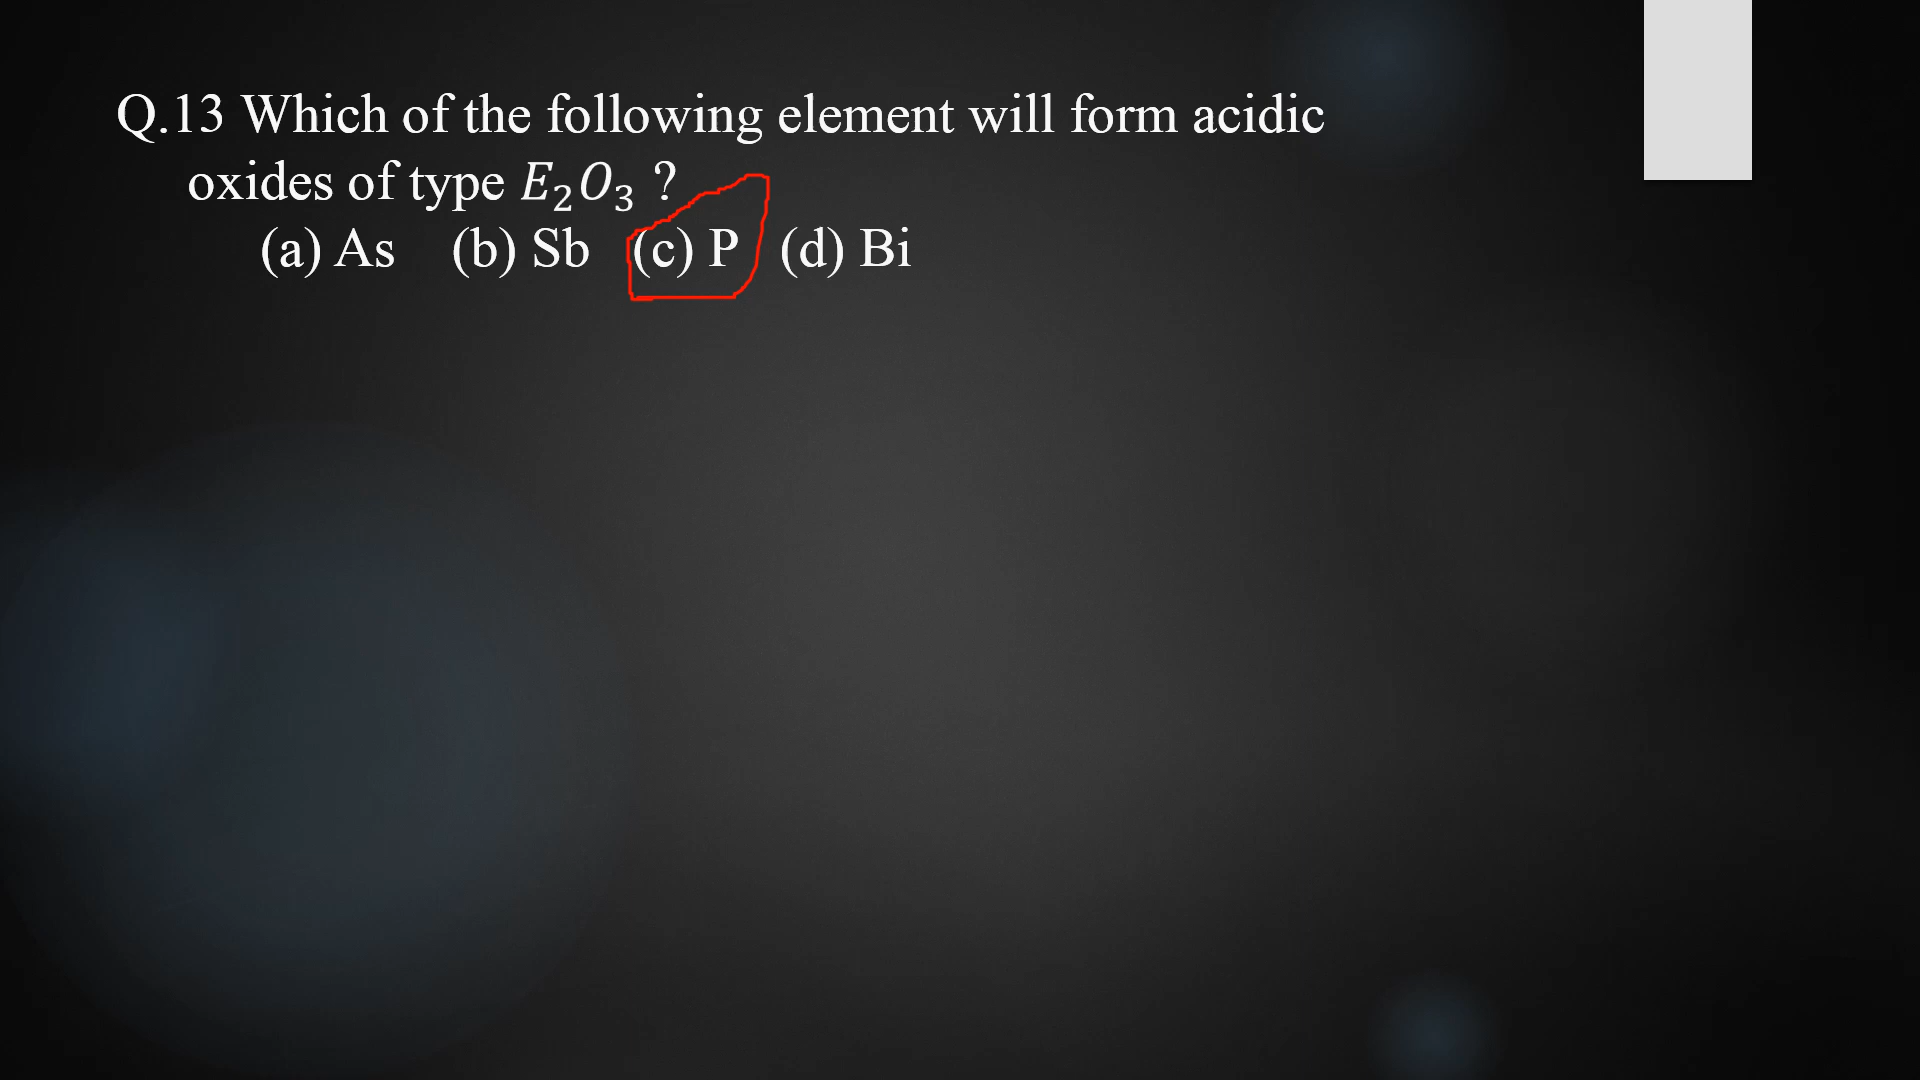 Q.13 Which of the following element will form acidic
oxides of type E₂O₃ ?
(a) As (b) Sb (c) P (d) Bi